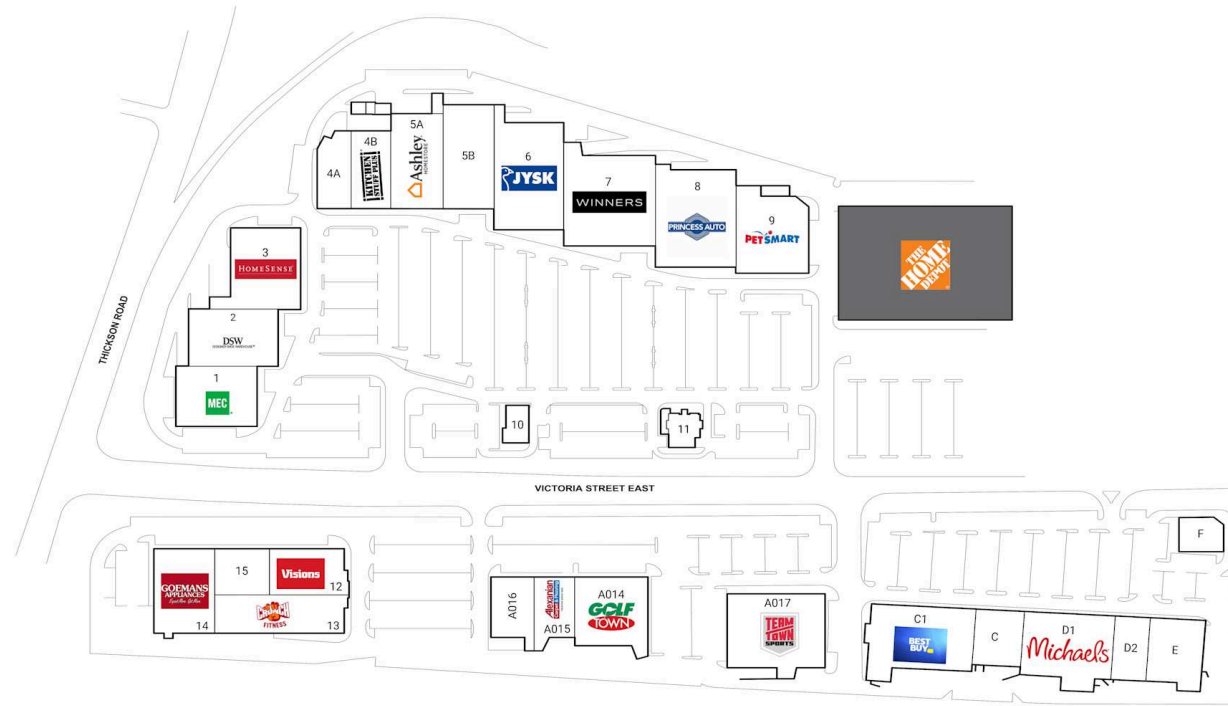 5A
4B
4A
KITCHEN
STUFF PLUS
Ashley
HOMESTORE
5B
6
JYSK
7
WINNERS
8
PRINCESS AUTO
9
PETSMART
THE
HOME
DEPOT
3
HOMESENSE
2
DSW
1
MEC
THICKSON ROAD
10
11
VICTORIA STREET EAST
GOEMANS
APPLIANCES
14
15
Visions
12
CRUNCH
FITNESS
13
A016
Alexanian
A015
A014
GOLF
TOWN
A017
TEAM
TOWN
SPORTS
C1
BEST
BUY
C
D1
Michaels
D2
E
F